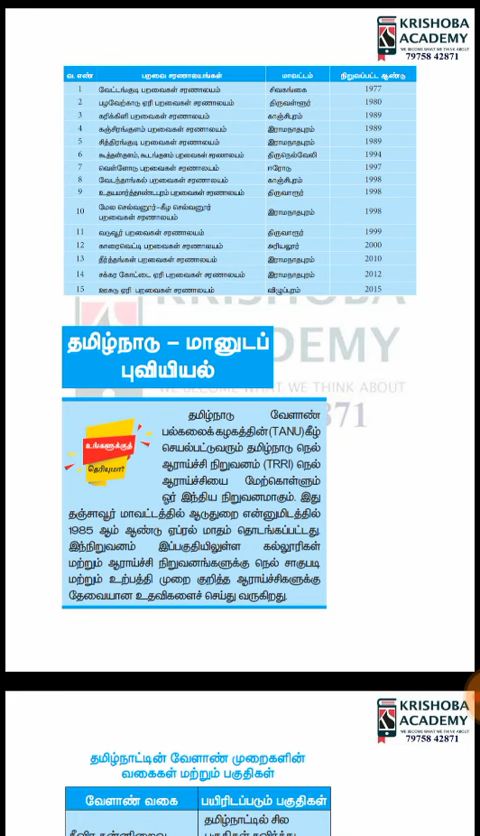 KRISHOBA
ACADEMY
WE BECOME WHAT WE THINK ABOUT
79758 42871
வ. எண் பறவை சரணாலயங்கள் மாவட்டம் நிறுவப்பட்ட ஆண்டு
1 வேட்டங்குடி பறவைகள் சரணாலயம் சிவகங்கை 1977
2 பழவேற்காடு ஏரி பறவைகள் சரணாலயம் திருவள்ளூர் 1980
3 கரிக்கிளி பறவைகள் சரணாலயம் காஞ்சிபுரம் 1989
4 கஞ்சிரங்குளம் பறவைகள் சரணாலயம் இராமநாதபுரம் 1989
5 சித்திரங்குடி பறவைகள் சரணாலயம் இராமநாதபுரம் 1989
6 கூத்தன்குளம், கூடங்குளம் பறவைகள் சரணாலயம் திருநெல்வேலி 1994
7 வெள்ளோடு பறவைகள் சரணாலயம் ஈரோடு 1997
8 வேடந்தாங்கல் பறவைகள் சரணாலயம் காஞ்சிபுரம் 1998
9 உதயமார்த்தாண்டபுரம் பறவைகள் சரணாலயம் திருவாரூர் 1998
10 மேல செல்வனூர்-கீழ செல்வனூர் பறவைகள் சரணாலயம் இராமநாதபுரம் 1998
11 வடுவூர் பறவைகள் சரணாலயம் திருவாரூர் 1999
12 காரைவெட்டி பறவைகள் சரணாலயம் அரியலூர் 2000
13 தீர்த்தங்கள் பறவைகள் சரணாலயம் இராமநாதபுரம் 2010
14 சக்கர கோட்டை ஏரி பறவைகள் சரணாலயம் இராமநாதபுரம் 2012
15 ஊசுடு ஏரி பறவைகள் சரணாலயம் விழுப்புரம் 2015
தமிழ்நாடு – மானுடப்
புவியியல்
உங்களுக்குத்
தெரியுமா?
தமிழ்நாடு வேளாண்
பல்கலைக் கழகத்தின் (TANU) கீழ்
செயல்பட்டுவரும் தமிழ்நாடு நெல்
ஆராய்ச்சி நிறுவனம் (TRRI) நெல்
ஆராய்ச்சியை மேற்கொள்ளும்
ஓர் இந்திய நிறுவனமாகும். இது
தஞ்சாவூர் மாவட்டத்தில் ஆடுதுறை என்னுமிடத்தில்
1985 ஆம் ஆண்டு ஏப்ரல் மாதம் தொடங்கப்பட்டது.
இந்நிறுவனம் இப்பகுதியிலுள்ள கல்லூரிகள்
மற்றும் ஆராய்ச்சி நிறுவனங்களுக்கு நெல் சாகுபடி
மற்றும் உற்பத்தி முறை குறித்த ஆராய்ச்சிகளுக்கு
தேவையான உதவிகளைச் செய்து வருகிறது.
KRISHOBA
ACADEMY
WE BECOME WHAT WE THINK ABOUT
79758 42871
தமிழ்நாட்டின் வேளாண் முறைகளின்
வகைகள் மற்றும் பகுதிகள்
வேளாண் வகை பயிரிடப்படும் பகுதிகள்
தமிழ்நாட்டில் சில